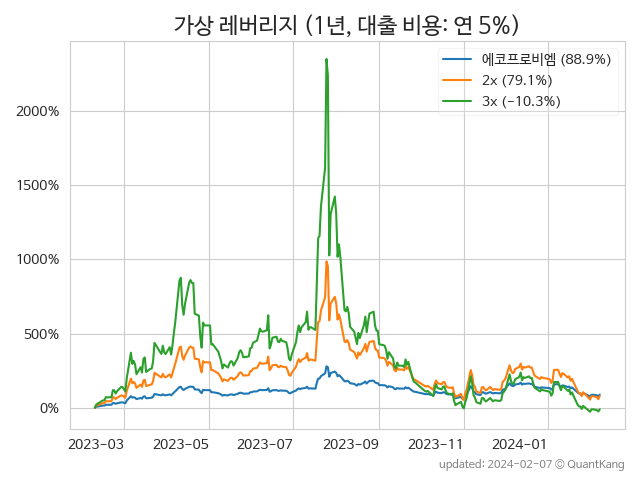 가상 레버리지 (1년, 대출 비용: 연 5%)
에코프로비엠 (88.9%)
2x (79.1%)
3x (−10.3%)
2000%
1500%
1000%
500%
0%
2023−03 2023−05 2023−07 2023−09 2023−11 2024−01
updated: 2024-02-07 ⓒ QuantKang